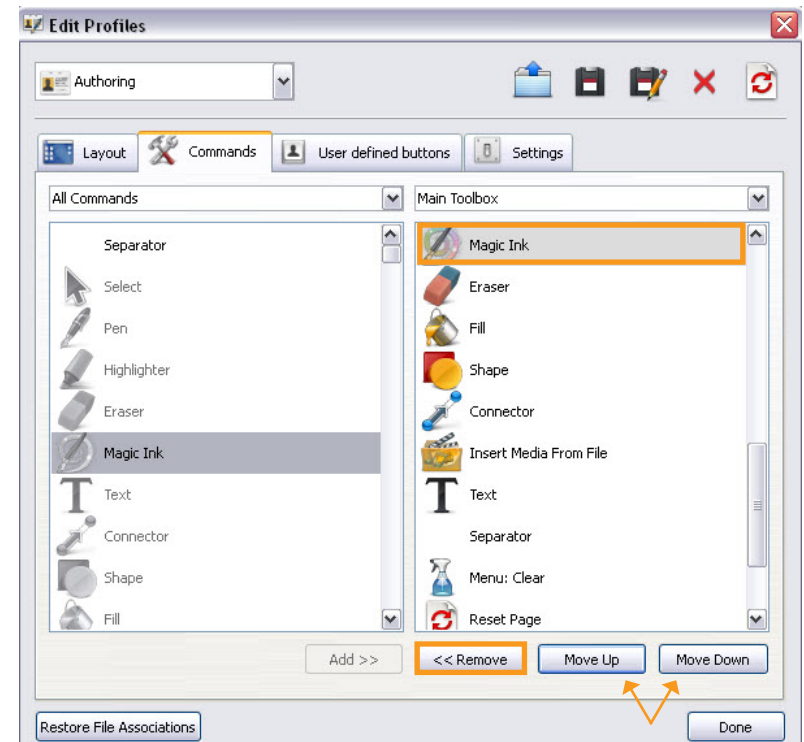 Edit Profiles
Authoring
Layout Commands User defined buttons Settings
All Commands
Separator
Select
Pen
Highlighter
Eraser
Magic Ink
Text
Connector
Shape
Fill
Main Toolbox
Magic Ink
Eraser
Fill
Shape
Connector
Insert Media From File
Text
Separator
Menu: Clear
Reset Page
Add >> << Remove Move Up Move Down
Restore File Associations Done